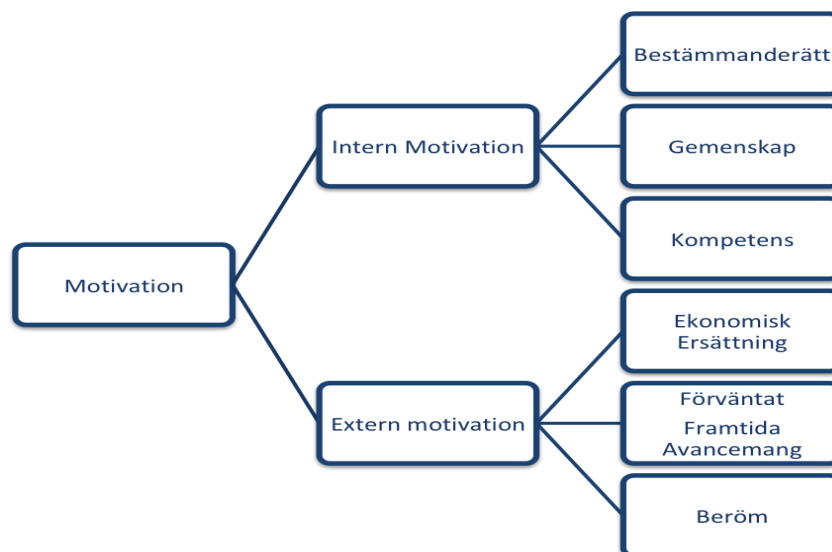 Motivation
Intern Motivation
Bestämmanderätt
Gemenskap
Kompetens
Extern motivation
Ekonomisk
Ersättning
Förväntat
Framtida
Avancemang
Beröm